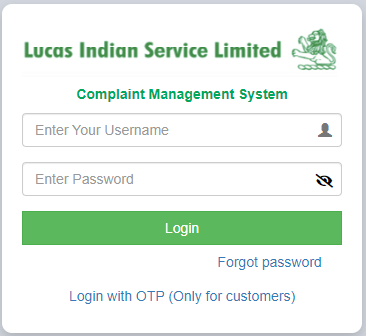 Lucas Indian Service Limited
Complaint Management System
Enter Your Username
Enter Password
Login
Forgot password
Login with OTP (Only for customers)